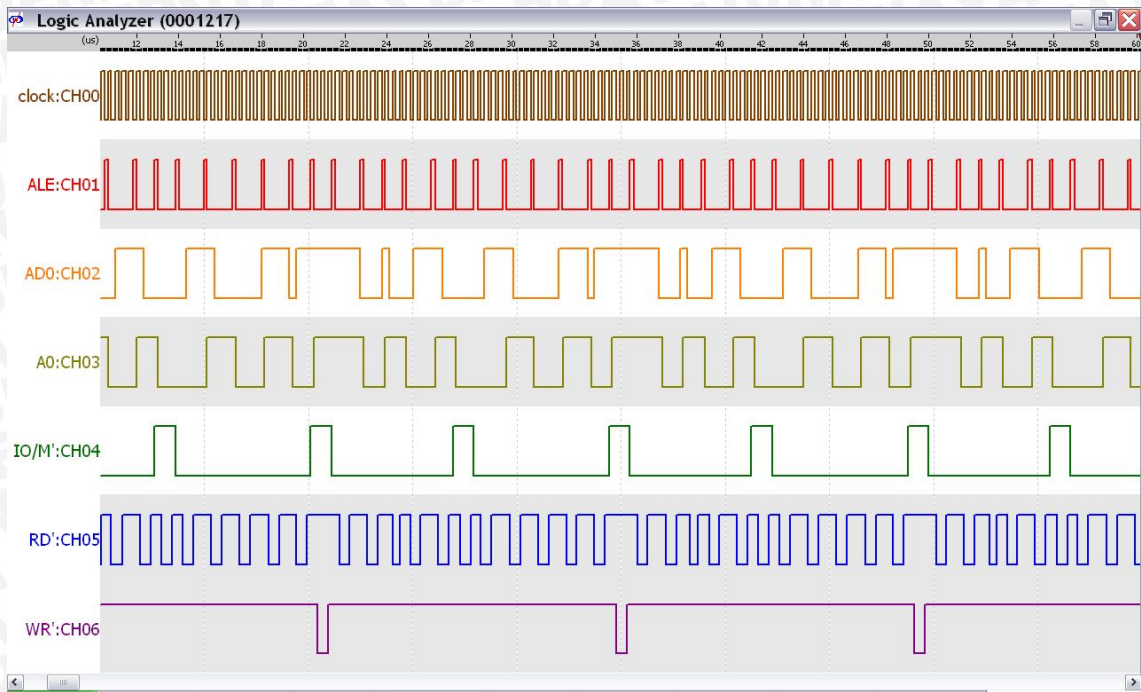 Logic Analyzer (0001217)
(us) 12 14 16 18 20 22 24 26 28 30 32 34 36 38 40 42 44 46 48 50 52 54 56 58 60
clock:CH00
ALE:CH01
AD0:CH02
A0:CH03
IO/M':CH04
RD':CH05
WR':CH06